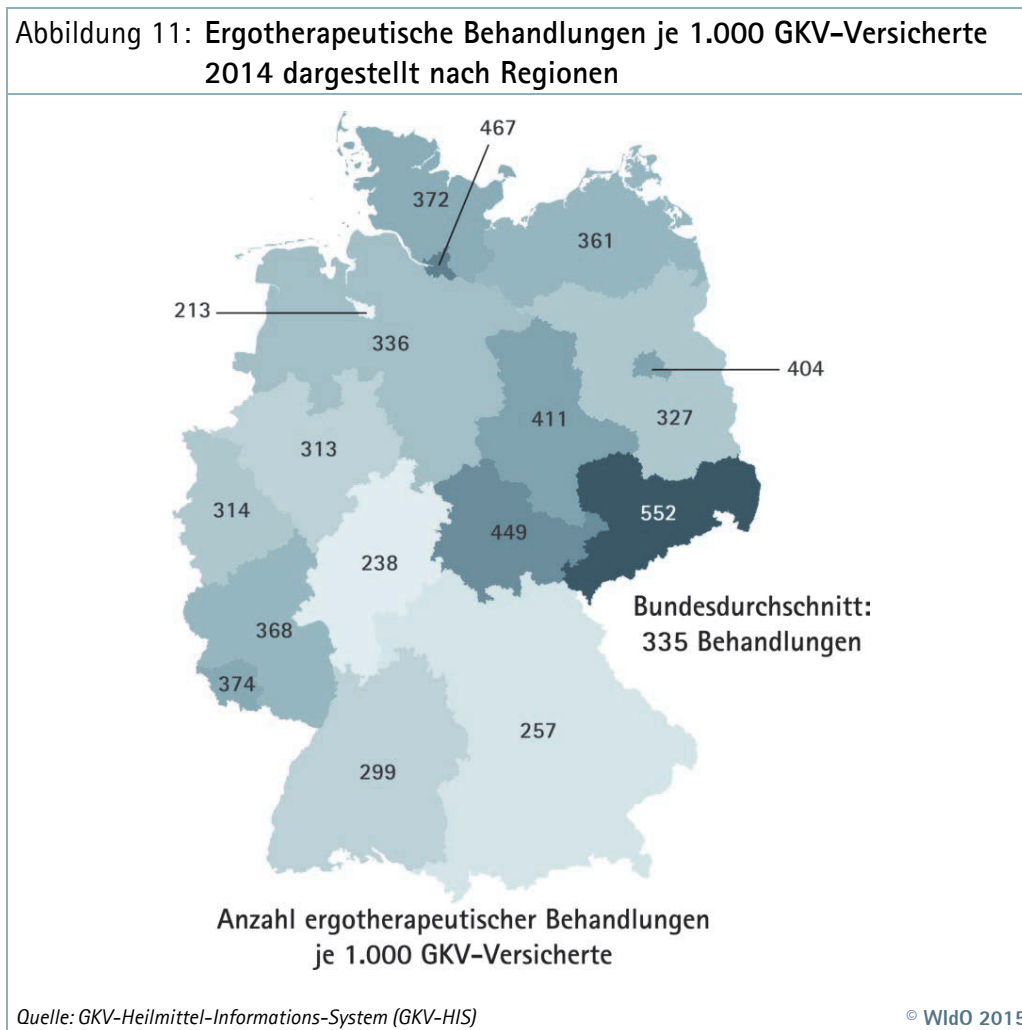 Abbildung 11: Ergotherapeutische Behandlungen je 1.000 GKV-Versicherte
2014 dargestellt nach Regionen
467
372
361
213
336
404
411
327
313
314
552
449
238
Bundesdurchschnitt:
335 Behandlungen
368
374
257
299
Anzahl ergotherapeutischer Behandlungen
je 1.000 GKV-Versicherte
Quelle: GKV-Heilmittel-Informations-System (GKV-HIS)
© WIdO 2015